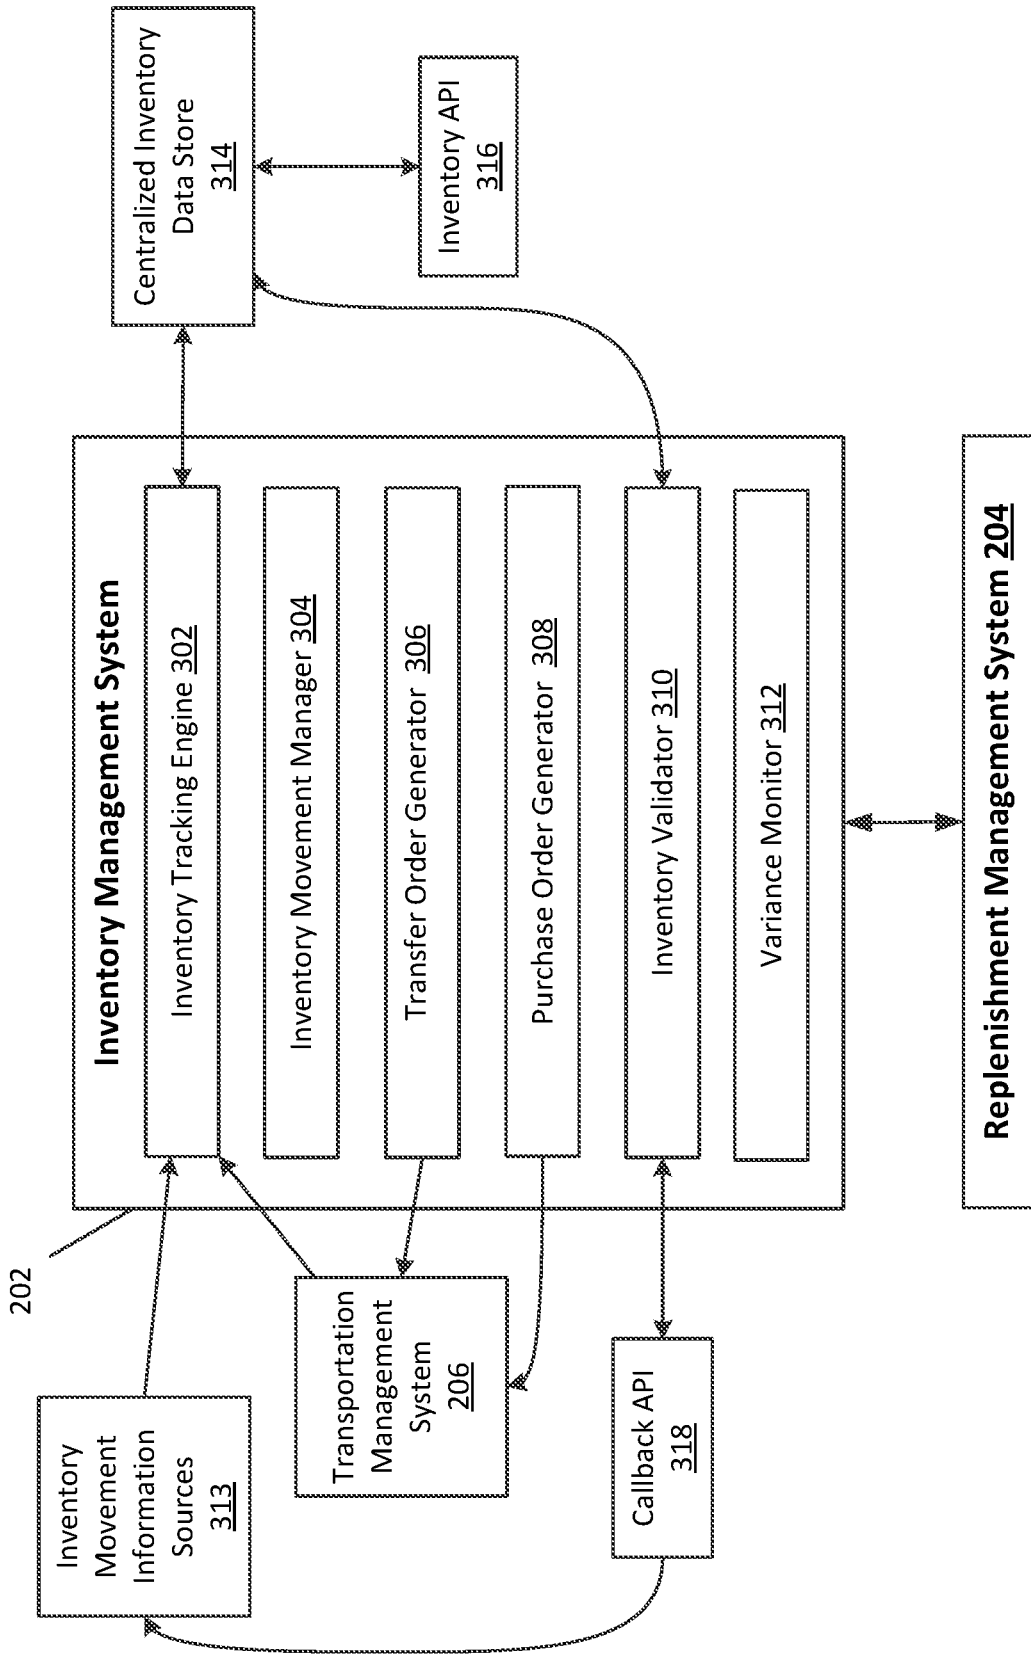 202
Inventory
Movement
Information
Sources
313
Transportation
Management
System
206
Callback API
318
Inventory Management System
Inventory Tracking Engine 302
Inventory Movement Manager 304
Transfer Order Generator 306
Purchase Order Generator 308
Inventory Validator 310
Variance Monitor 312
Centralized Inventory
Data Store
314
Inventory API
316
Replenishment Management System 204